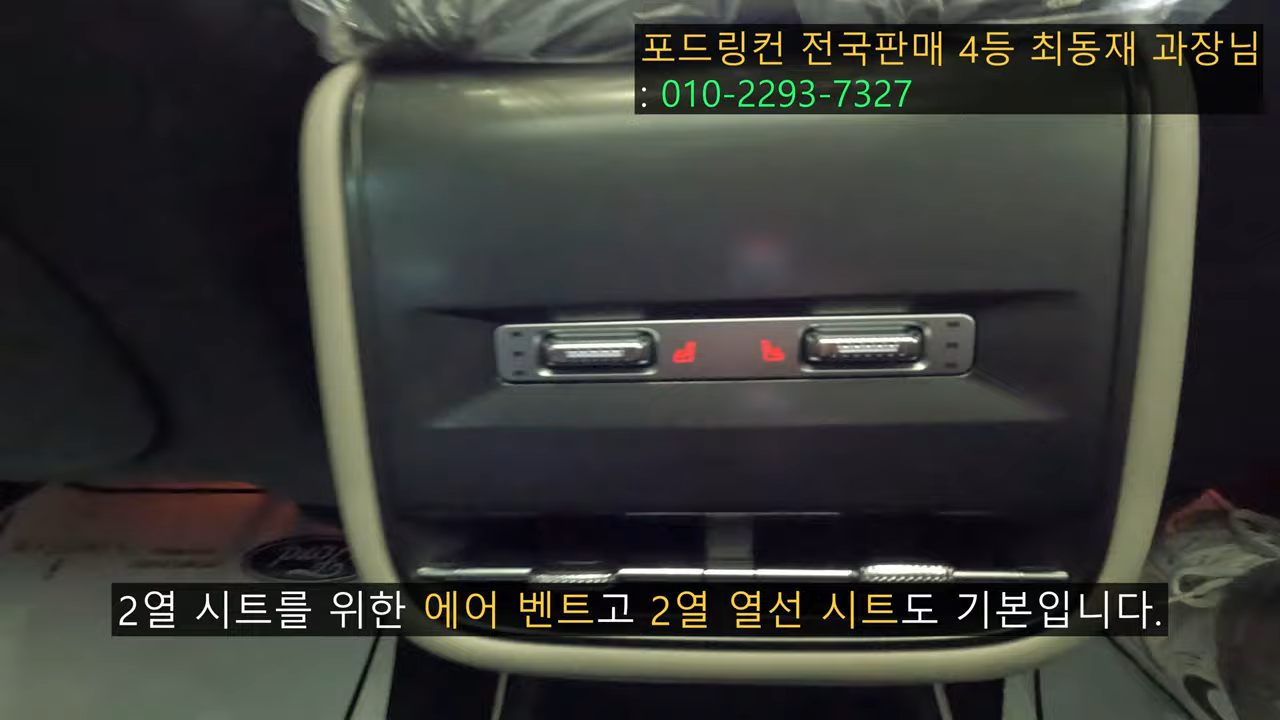 포드링컨 전국판매 4등 최동재 과장님
: 010-2293-7327
Ford
2열 시트를 위한 에어 벤트고 2열 열선 시트도 기본입니다.